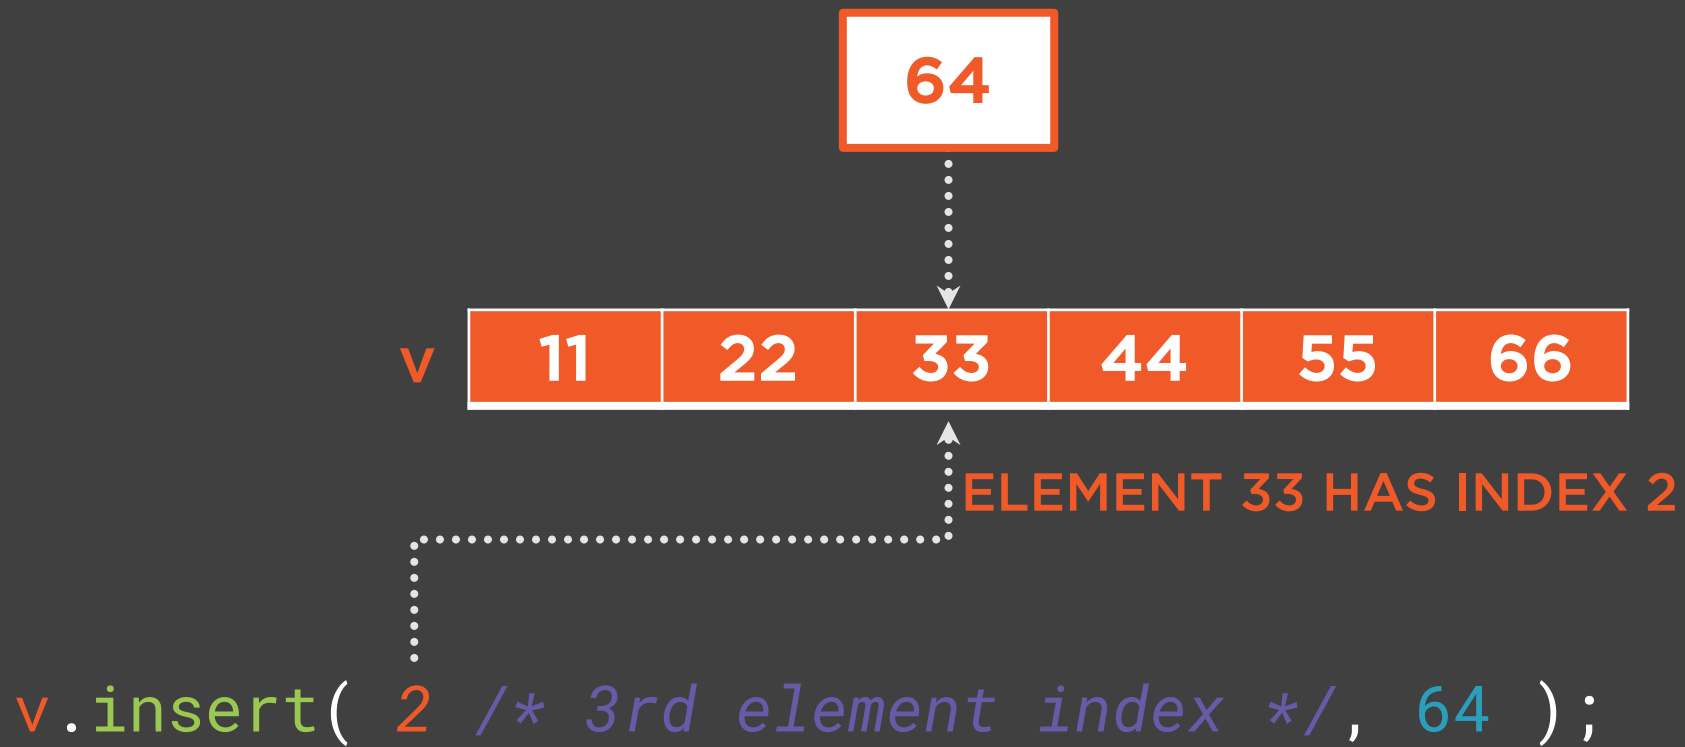 64
v 11 22 33 44 55 66
ELEMENT 33 HAS INDEX 2
v.insert( 2 /* 3rd element index */, 64 );